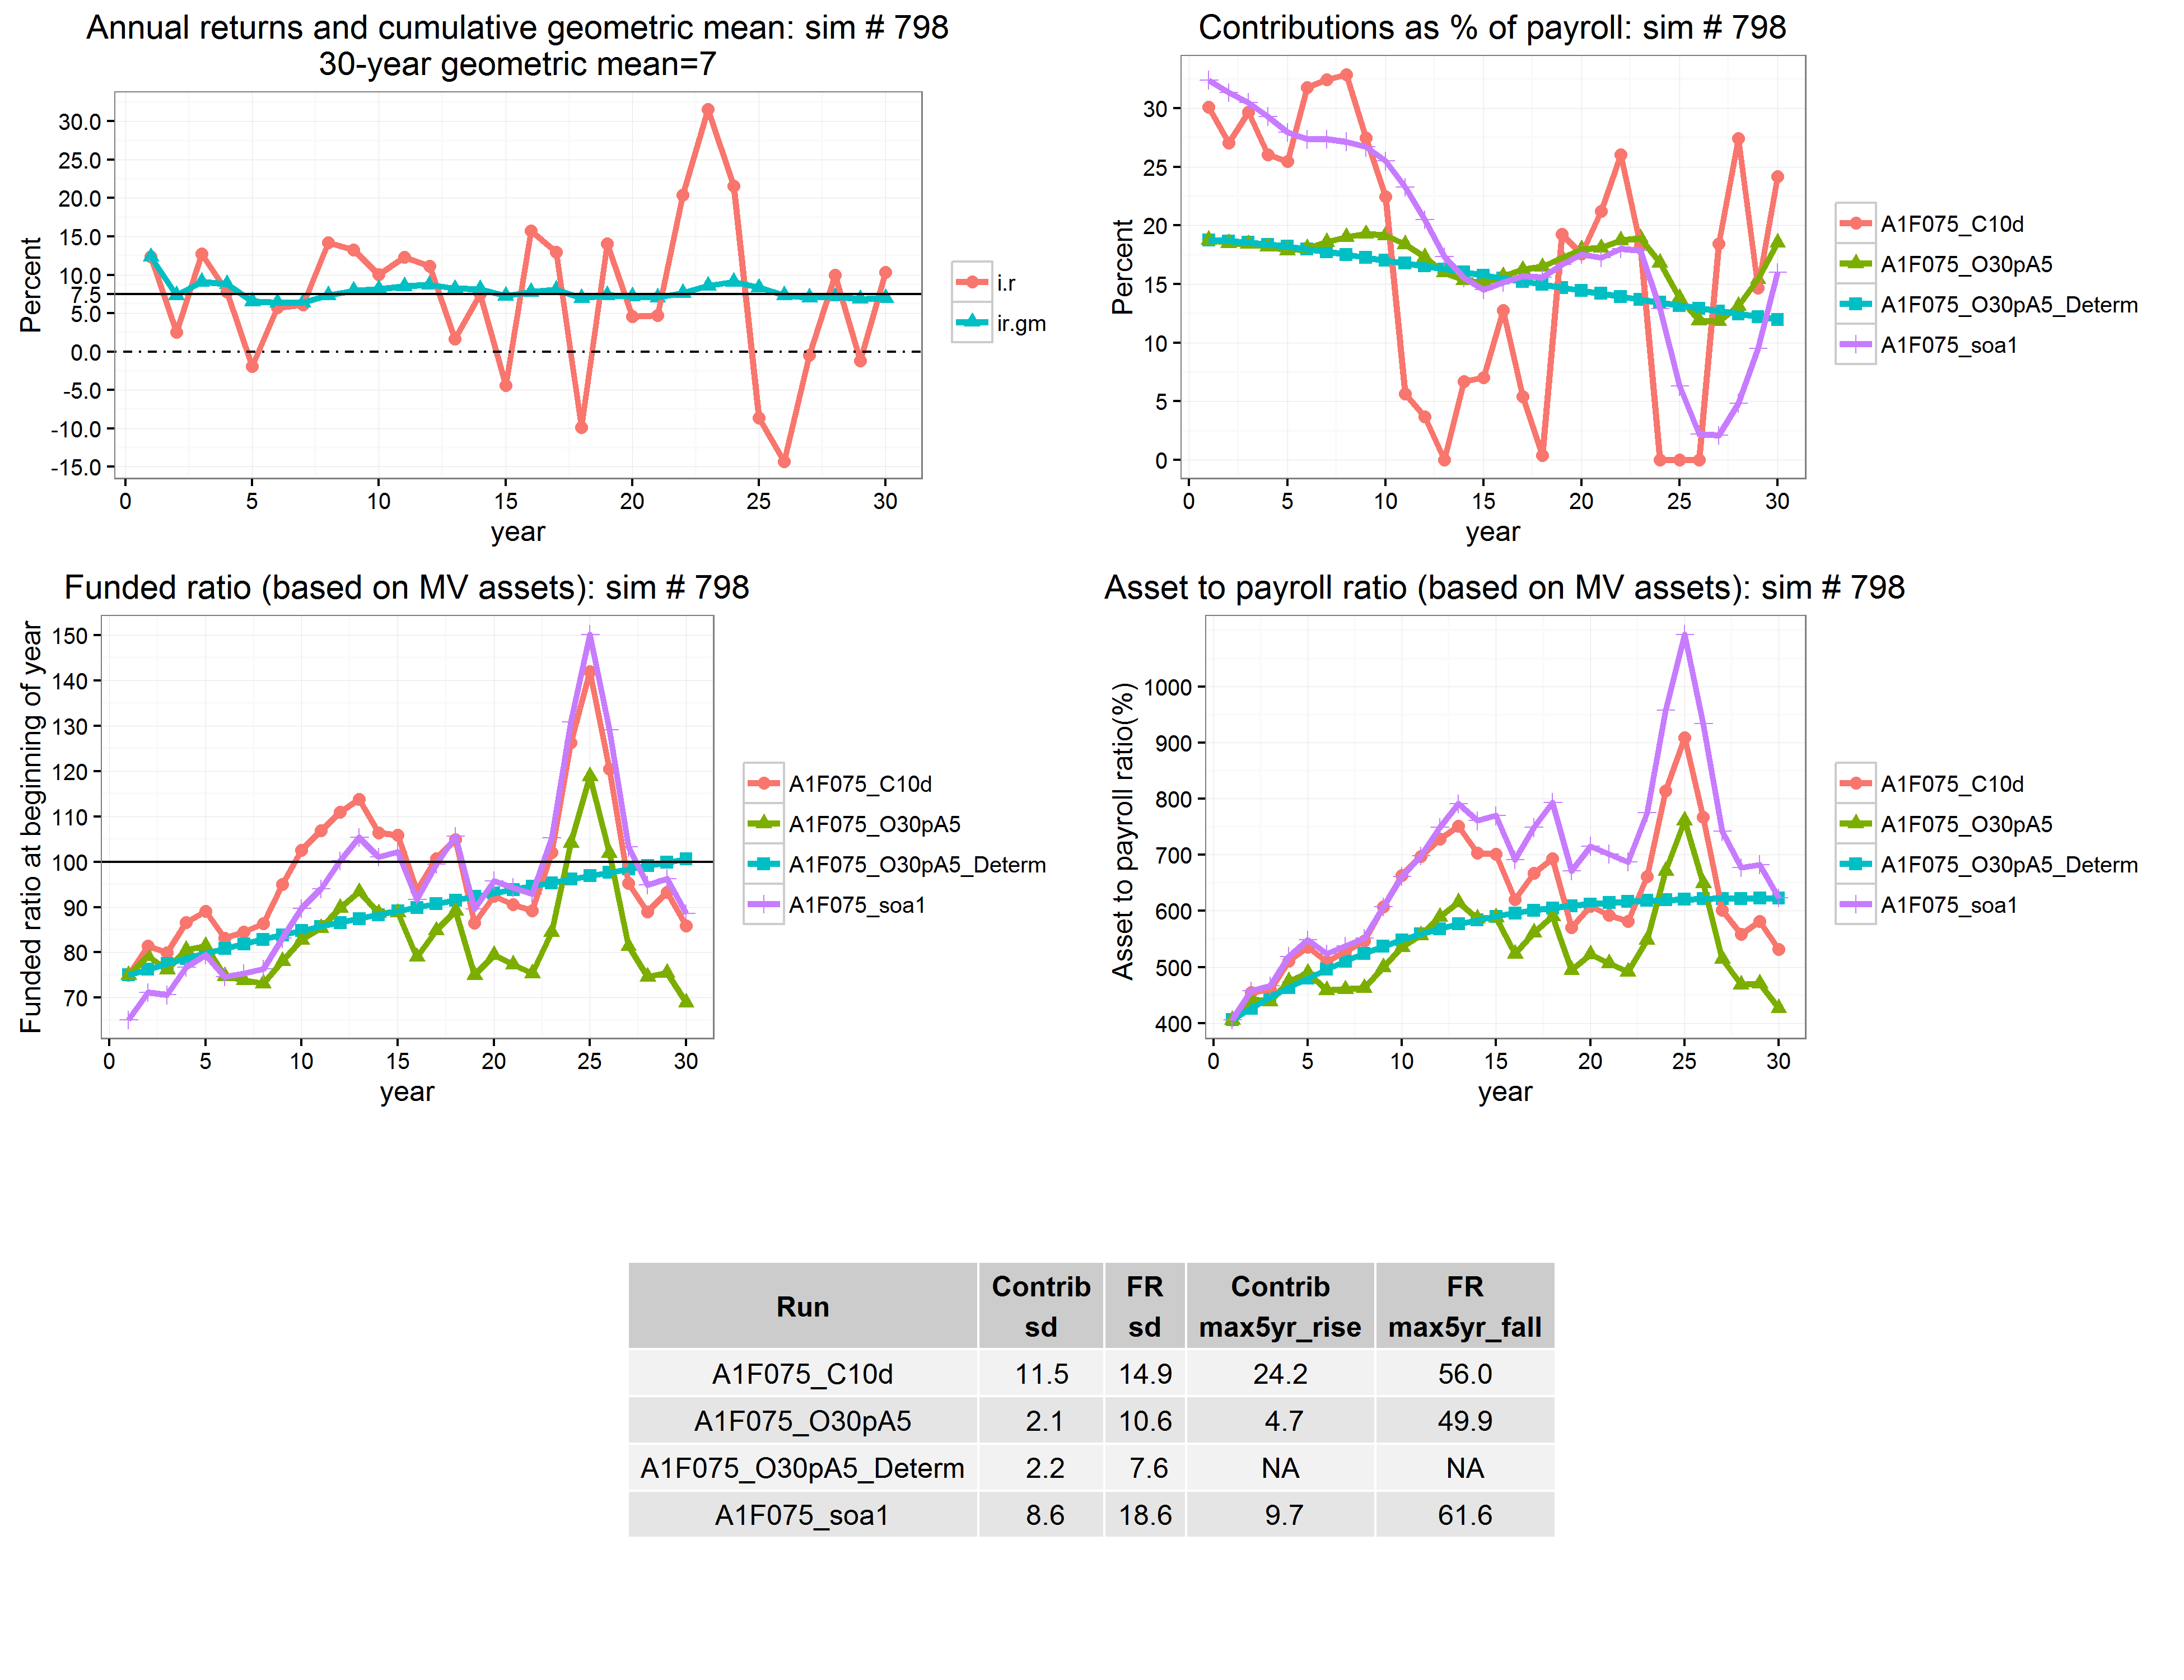 Annual returns and cumulative geometric mean: sim # 798
30-year geometric mean=7
Percent
30.0
25.0
20.0
15.0
10.0
7.5
5.0
0.0
-5.0
-10.0
-15.0
0 5 10 15 20 25 30
year
i.r
ir.gm
Contributions as % of payroll: sim # 798
Percent
30
25
20
15
10
5
0
0 5 10 15 20 25 30
year
A1F075_C10d
A1F075_O30pA5
A1F075_O30pA5_Determ
A1F075_soa1
Funded ratio (based on MV assets): sim # 798
Funded ratio at beginning of year
150
140
130
120
110
100
90
80
70
0 5 10 15 20 25 30
year
A1F075_C10d
A1F075_O30pA5
A1F075_O30pA5_Determ
A1F075_soa1
Asset to payroll ratio (based on MV assets): sim # 798
Asset to payroll ratio(%)
1000
900
800
700
600
500
400
0 5 10 15 20 25 30
year
A1F075_C10d
A1F075_O30pA5
A1F075_O30pA5_Determ
A1F075_soa1
Run Contrib sd FR sd Contrib max5yr_rise FR max5yr_fall
A1F075_C10d 11.5 14.9 24.2 56.0
A1F075_O30pA5 2.1 10.6 4.7 49.9
A1F075_O30pA5_Determ 2.2 7.6 NA NA
A1F075_soa1 8.6 18.6 9.7 61.6